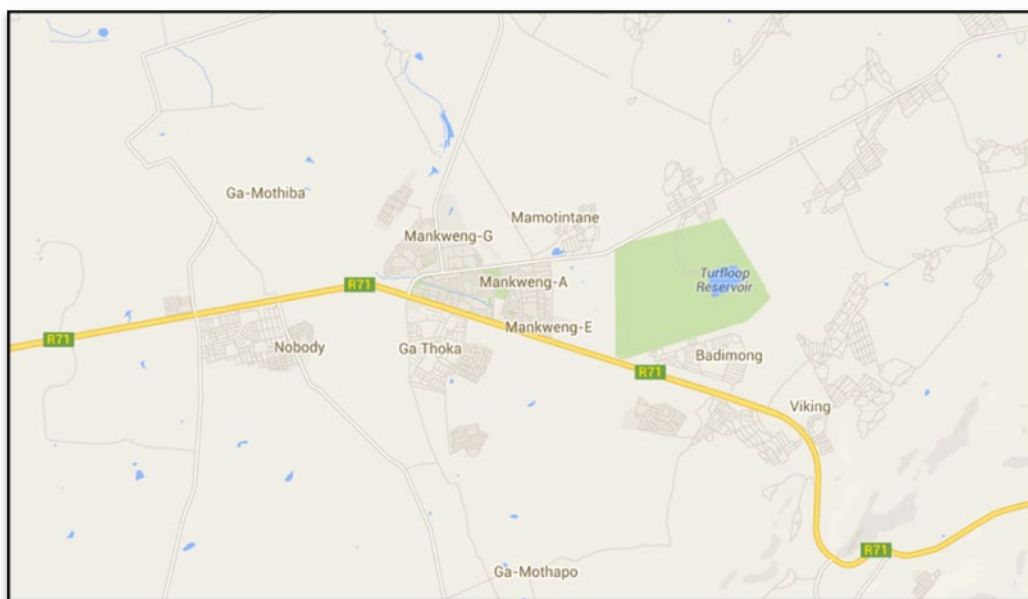 Ga-Mothiba
Mamotintane
Mankweng-G
Turfloop
Reservoir
Mankweng-A
R71
Mankweng-E
R71
Nobody
Ga Thoka
Badimong
R71
Viking
R71
Ga-Mothapo